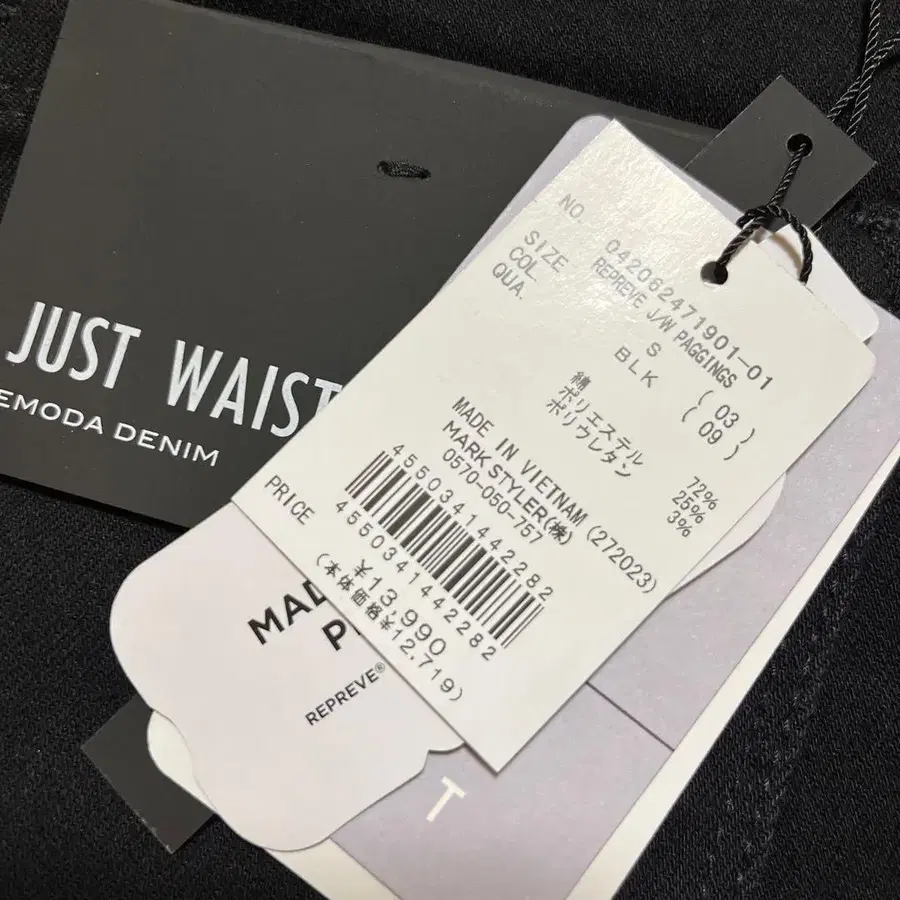 JUST WAIST
EMODA DENIM
NO. 042062471901-01
REPREVE J/W PAGGINGS
SIZE S (03)
COL. BLK (09)
QUA. 綿 72%
ポリエステル 25%
ポリウレタン 3%
MADE IN VIETNAM (272023)
MARK STYLER(株)
0570-050-757
4550341442282
4550341442282
PRICE ¥13,990
(本体価格¥12,719)
MAD
P
REPREVE®
T